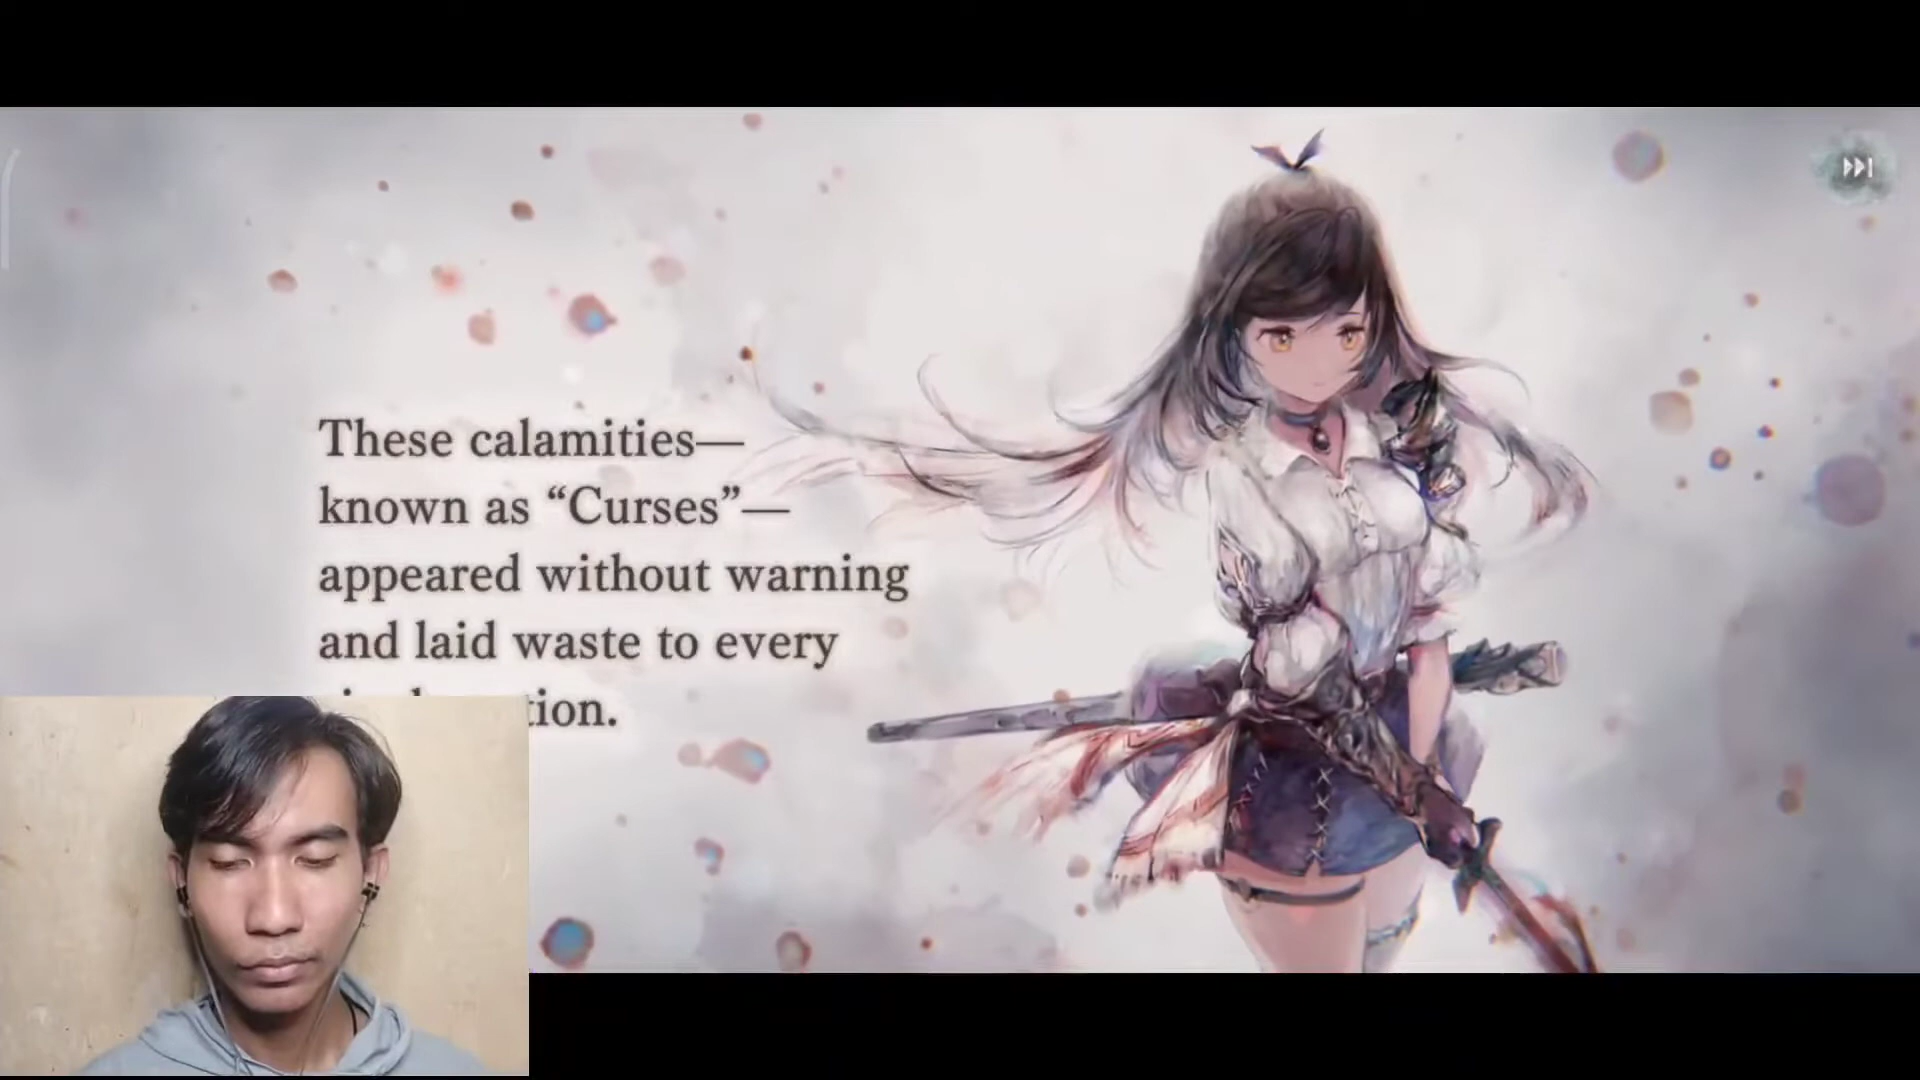 These calamities—
known as “Curses”—
appeared without warning
and laid waste to every
tion.